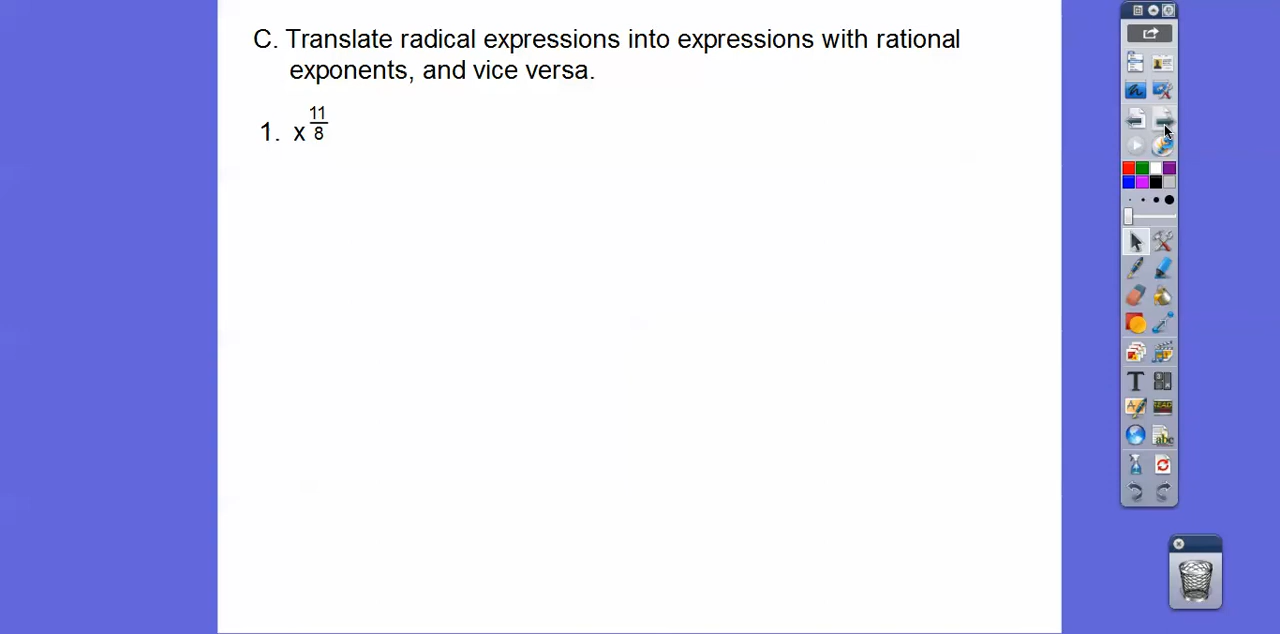 C. Translate radical expressions into expressions with rational
exponents, and vice versa.
1. x^(11/8)